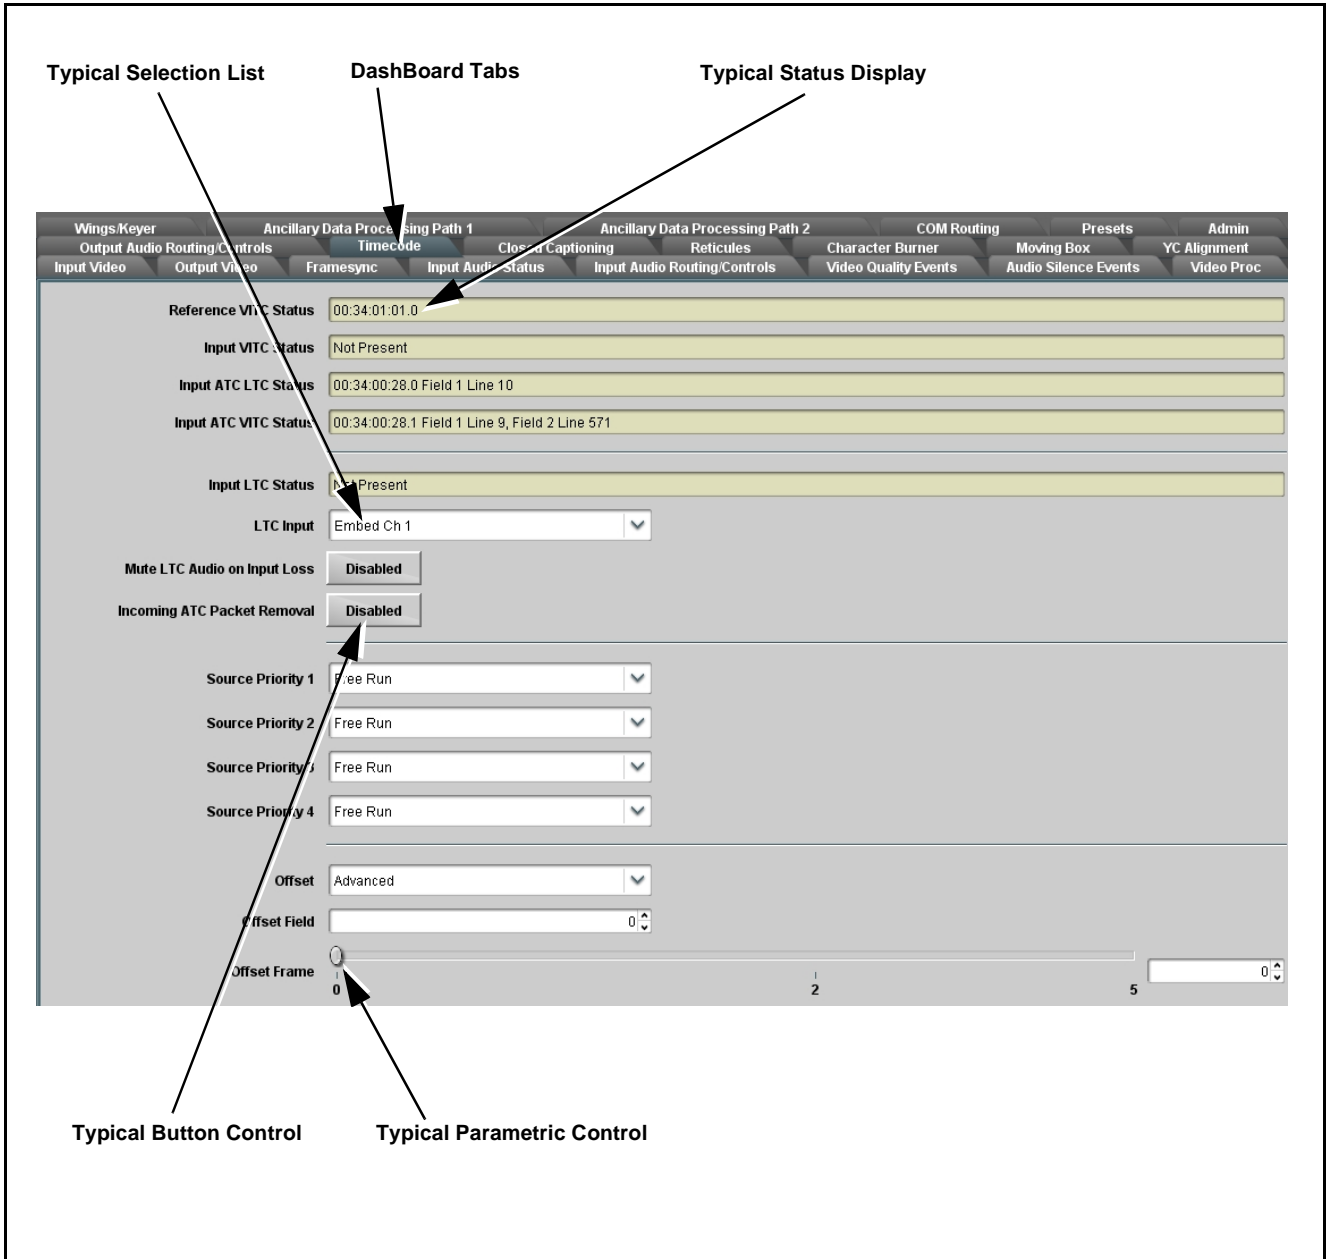 Typical Selection List
DashBoard Tabs
Typical Status Display
Wings/Keyer
Ancillary Data Processing Path 1
Ancillary Data Processing Path 2
COM Routing
Presets
Admin
Output Audio Routing/Controls
Timecode
Closed Captioning
Reticules
Character Burner
Moving Box
YC Alignment
Input Video
Output Video
Framesync
Input Audio Status
Input Audio Routing/Controls
Video Quality Events
Audio Silence Events
Video Proc
Reference VITC Status 00:34:01:01.0
Input VITC Status Not Present
Input ATC LTC Status 00:34:00:28.0 Field 1 Line 10
Input ATC VITC Status 00:34:00:28.1 Field 1 Line 9, Field 2 Line 571
Input LTC Status Not Present
LTC Input Embed Ch 1
Mute LTC Audio on Input Loss Disabled
Incoming ATC Packet Removal Disabled
Source Priority 1 Free Run
Source Priority 2 Free Run
Source Priority 3 Free Run
Source Priority 4 Free Run
Offset Advanced
Offset Field 0
Offset Frame 0
0 2 5
Typical Button Control
Typical Parametric Control